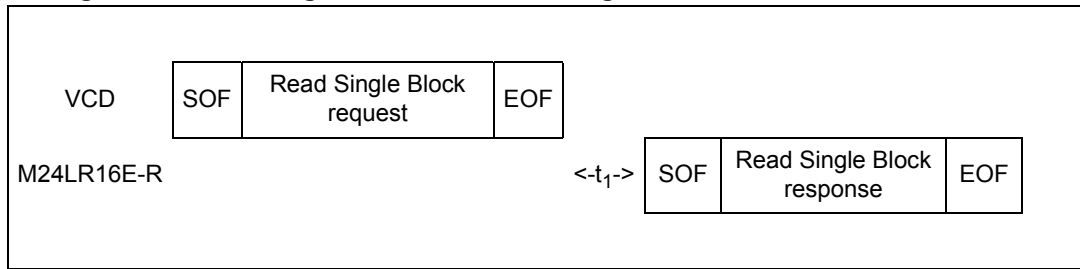 VCD SOF Read Single Block request EOF
M24LR16E-R <-t₁-> SOF Read Single Block response EOF